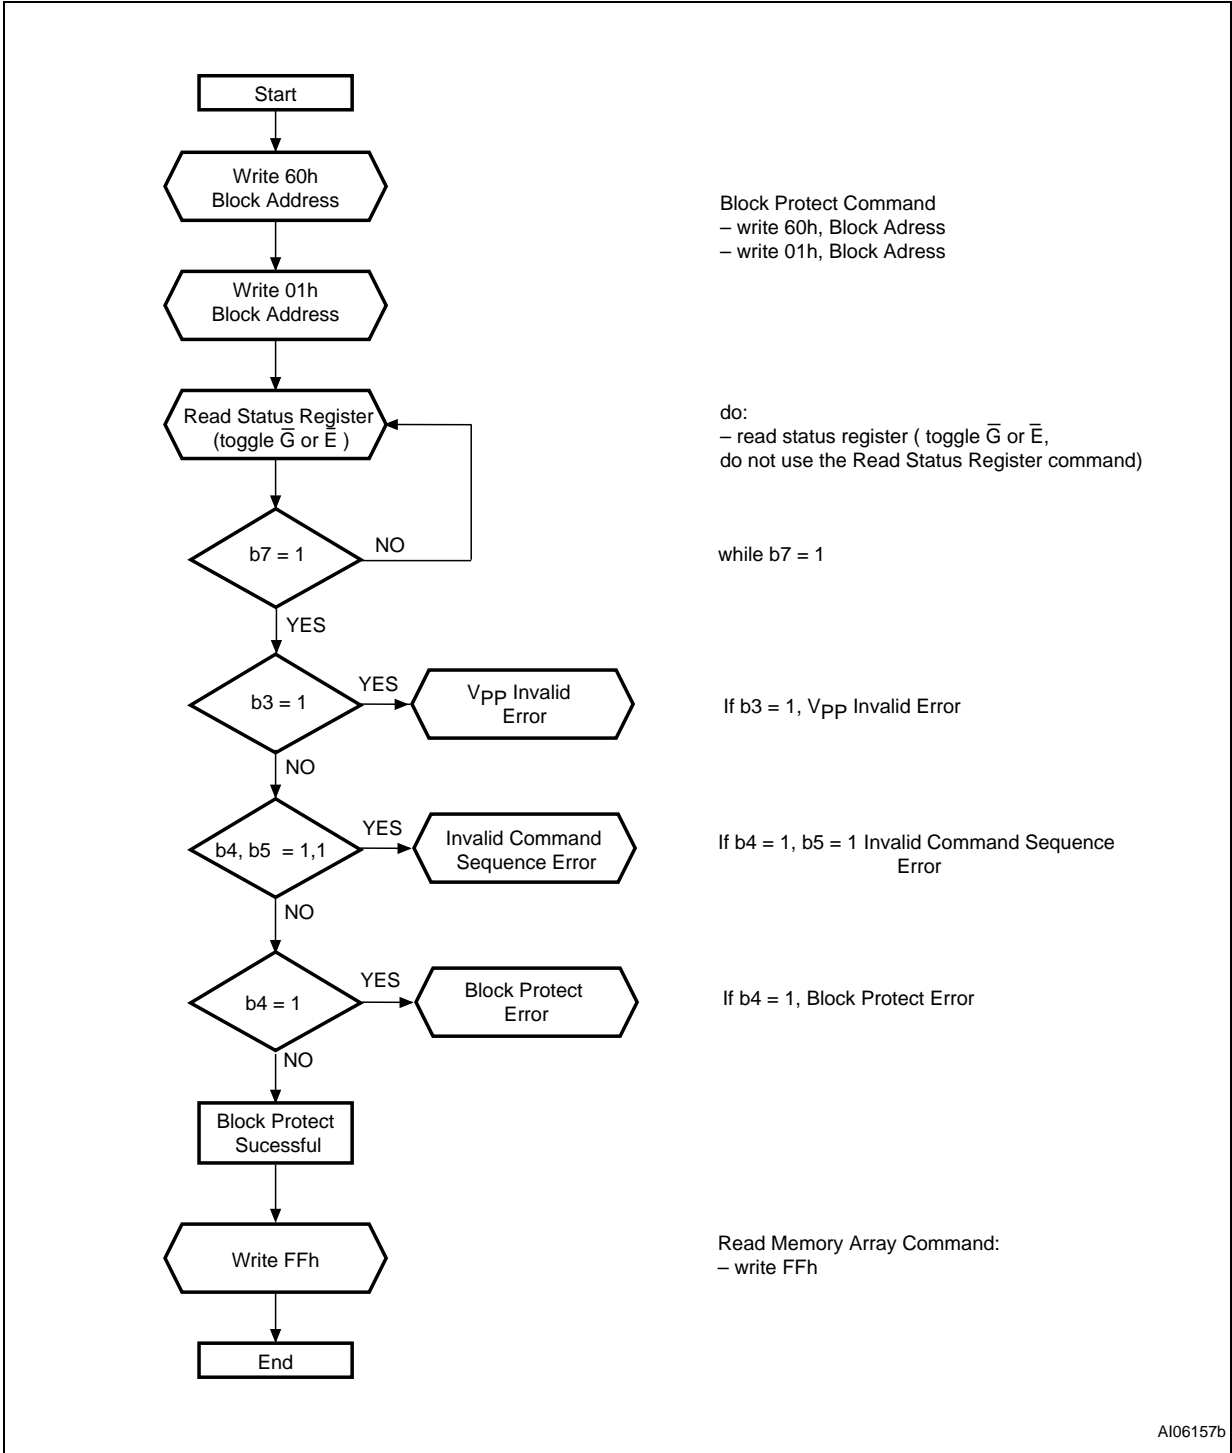 Start
Write 60h
Block Address
Block Protect Command
– write 60h, Block Adress
– write 01h, Block Adress
Write 01h
Block Address
Read Status Register
(toggle G̅ or E̅ )
do:
– read status register ( toggle G̅ or E̅,
do not use the Read Status Register command)
b7 = 1
NO
while b7 = 1
YES
b3 = 1
YES
VPP Invalid
Error
If b3 = 1, VPP Invalid Error
NO
b4, b5 = 1,1
YES
Invalid Command
Sequence Error
If b4 = 1, b5 = 1 Invalid Command Sequence
Error
NO
b4 = 1
YES
Block Protect
Error
If b4 = 1, Block Protect Error
NO
Block Protect
Sucessful
Write FFh
Read Memory Array Command:
– write FFh
End
AI06157b